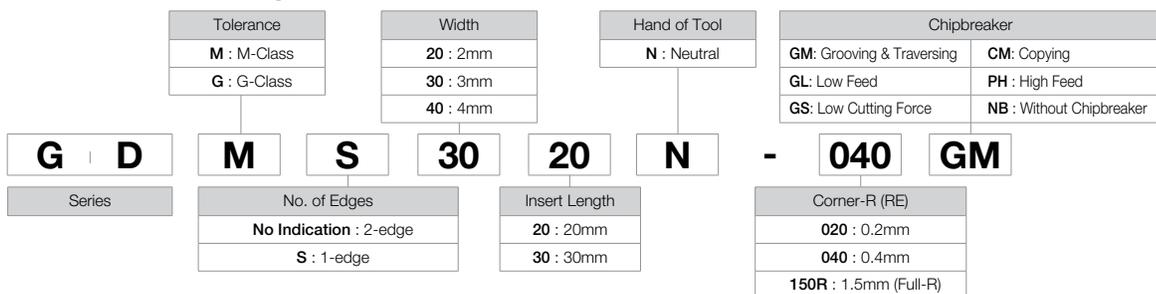 Tolerance
M : M-Class
G : G-Class
Width
20 : 2mm
30 : 3mm
40 : 4mm
Hand of Tool
N : Neutral
Chipbreaker
GM: Grooving & Traversing CM: Copying
GL: Low Feed PH : High Feed
GS: Low Cutting Force NB : Without Chipbreaker
G D M S 30 20 N - 040 GM
Series
No. of Edges
No Indication : 2-edge
S : 1-edge
Insert Length
20 : 20mm
30 : 30mm
Corner-R (RE)
020 : 0.2mm
040 : 0.4mm
150R : 1.5mm (Full-R)